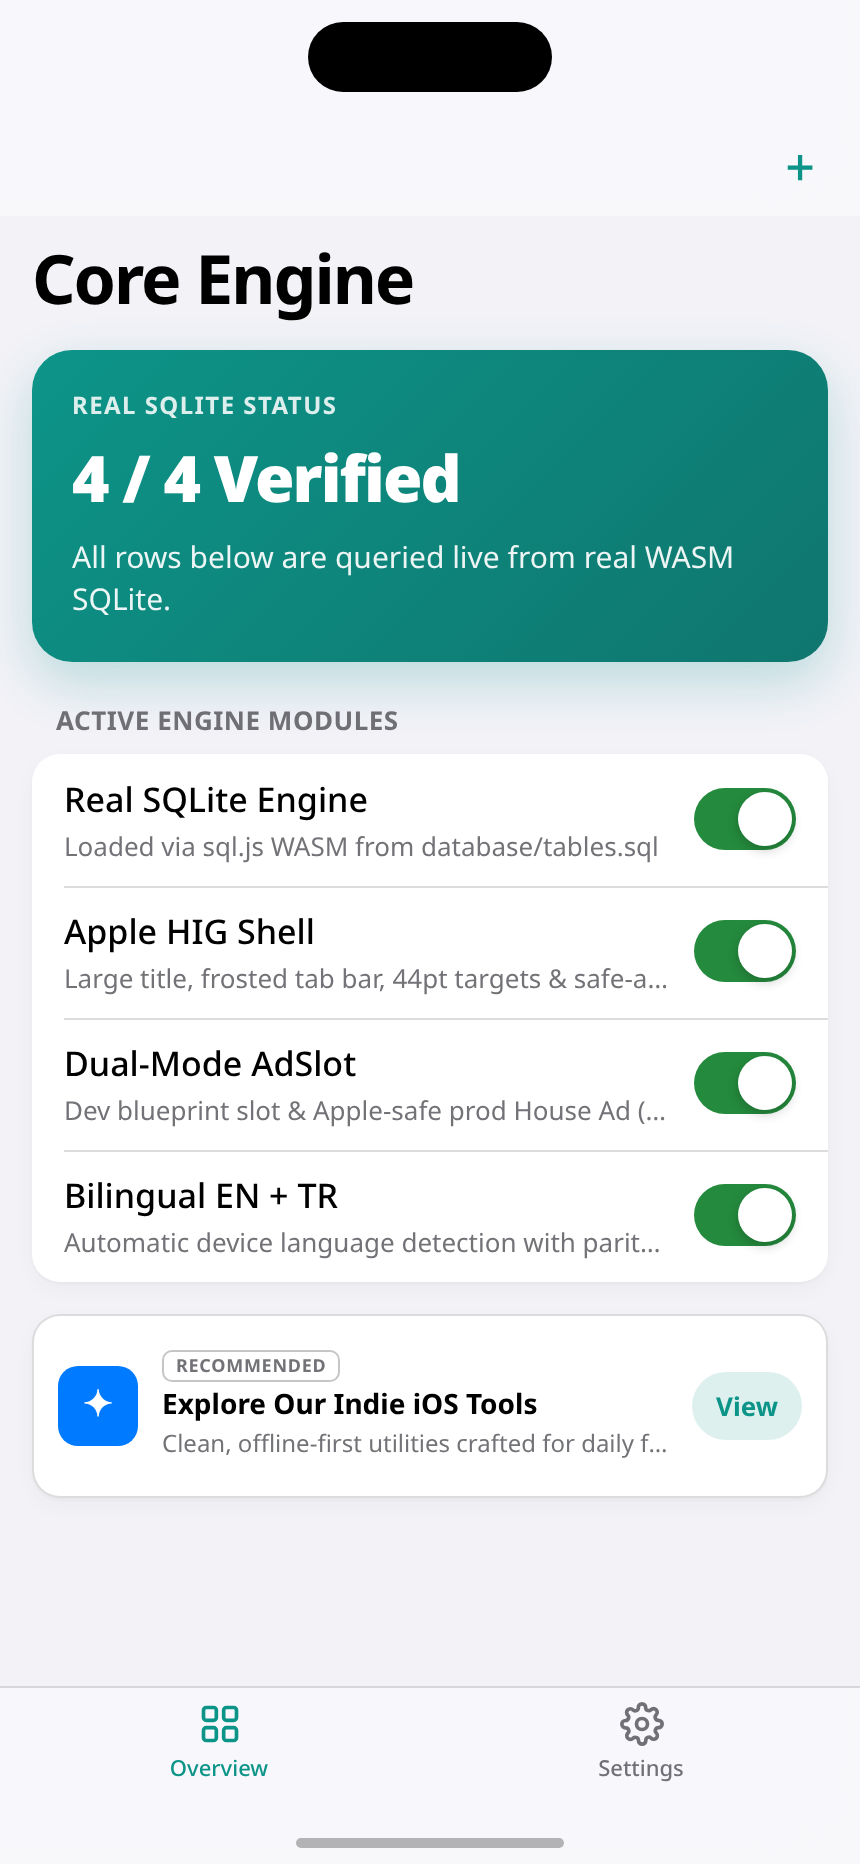 Core Engine
REAL SQLITE STATUS
4 / 4 Verified
All rows below are queried live from real WASM
SQLite.
ACTIVE ENGINE MODULES
Real SQLite Engine
Loaded via sql.js WASM from database/tables.sql
Apple HIG Shell
Large title, frosted tab bar, 44pt targets & safe-a...
Dual-Mode AdSlot
Dev blueprint slot & Apple-safe prod House Ad (...
Bilingual EN + TR
Automatic device language detection with parit...
RECOMMENDED
Explore Our Indie iOS Tools
Clean, offline-first utilities crafted for daily f...
View
Overview
Settings